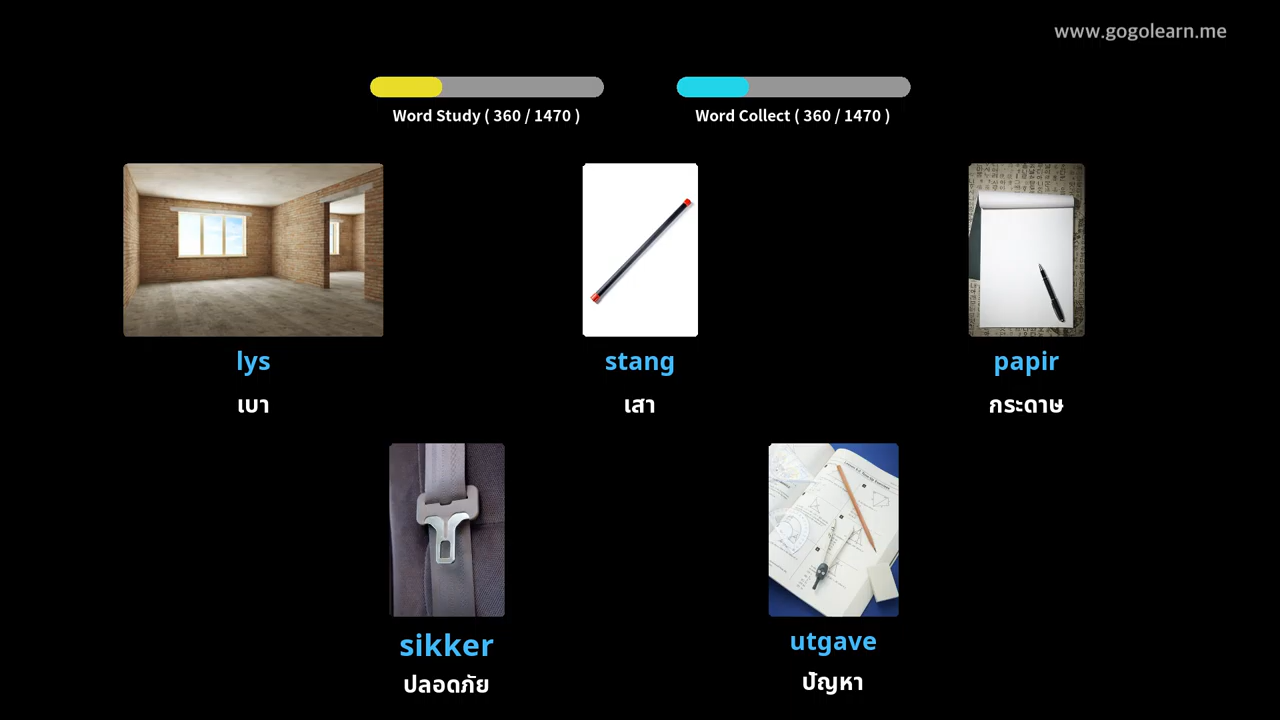 www.gogolearn.me
Word Study ( 360 / 1470 )
Word Collect ( 360 / 1470 )
lys
stang
papir
เบา
เสา
กระดาษ
sikker
utgave
ปลอดภัย
ปัญหา